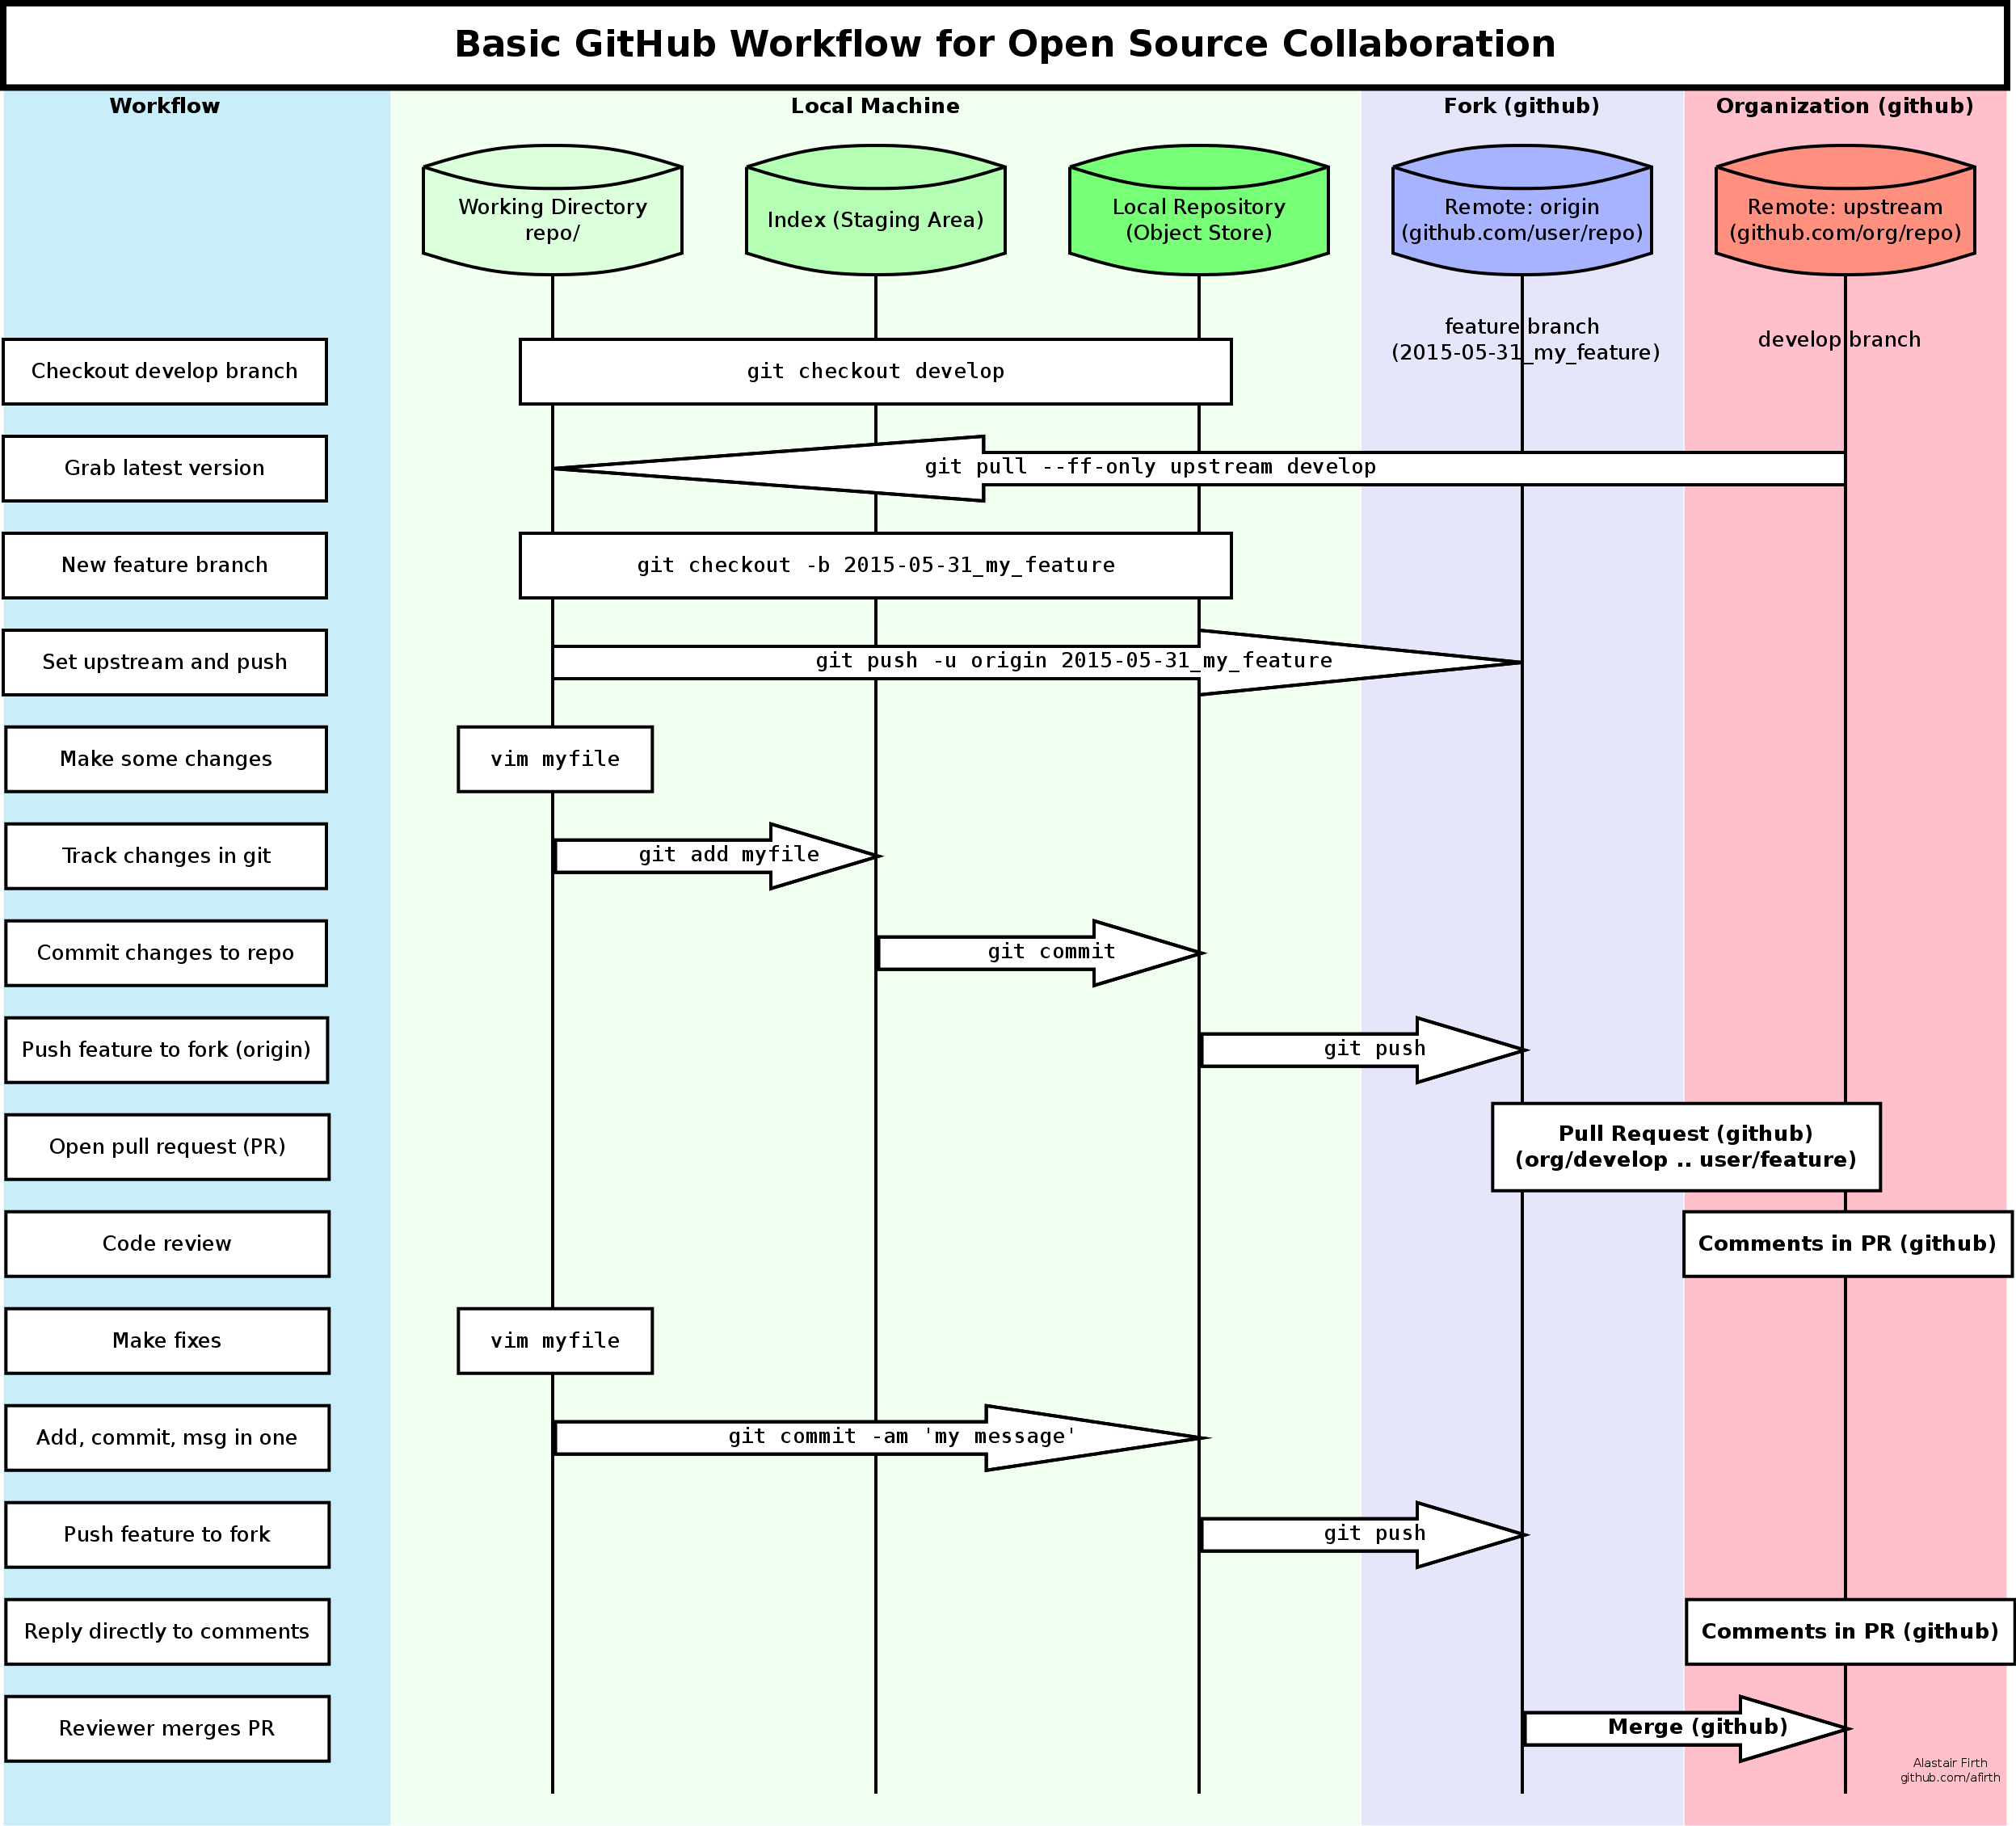 Basic GitHub Workflow for Open Source Collaboration
Workflow
Local Machine
Fork (github)
Organization (github)
Working Directory
repo/
Index (Staging Area)
Local Repository
(Object Store)
Remote: origin
(github.com/user/repo)
Remote: upstream
(github.com/org/repo)
feature branch
(2015-05-31_my_feature)
develop branch
Checkout develop branch
git checkout develop
Grab latest version
git pull --ff-only upstream develop
New feature branch
git checkout -b 2015-05-31_my_feature
Set upstream and push
git push -u origin 2015-05-31_my_feature
Make some changes
vim myfile
Track changes in git
git add myfile
Commit changes to repo
git commit
Push feature to fork (origin)
git push
Open pull request (PR)
Pull Request (github)
(org/develop .. user/feature)
Code review
Comments in PR (github)
Make fixes
vim myfile
Add, commit, msg in one
git commit -am 'my message'
Push feature to fork
git push
Reply directly to comments
Comments in PR (github)
Reviewer merges PR
Merge (github)
Alastair Firth
github.com/afirth